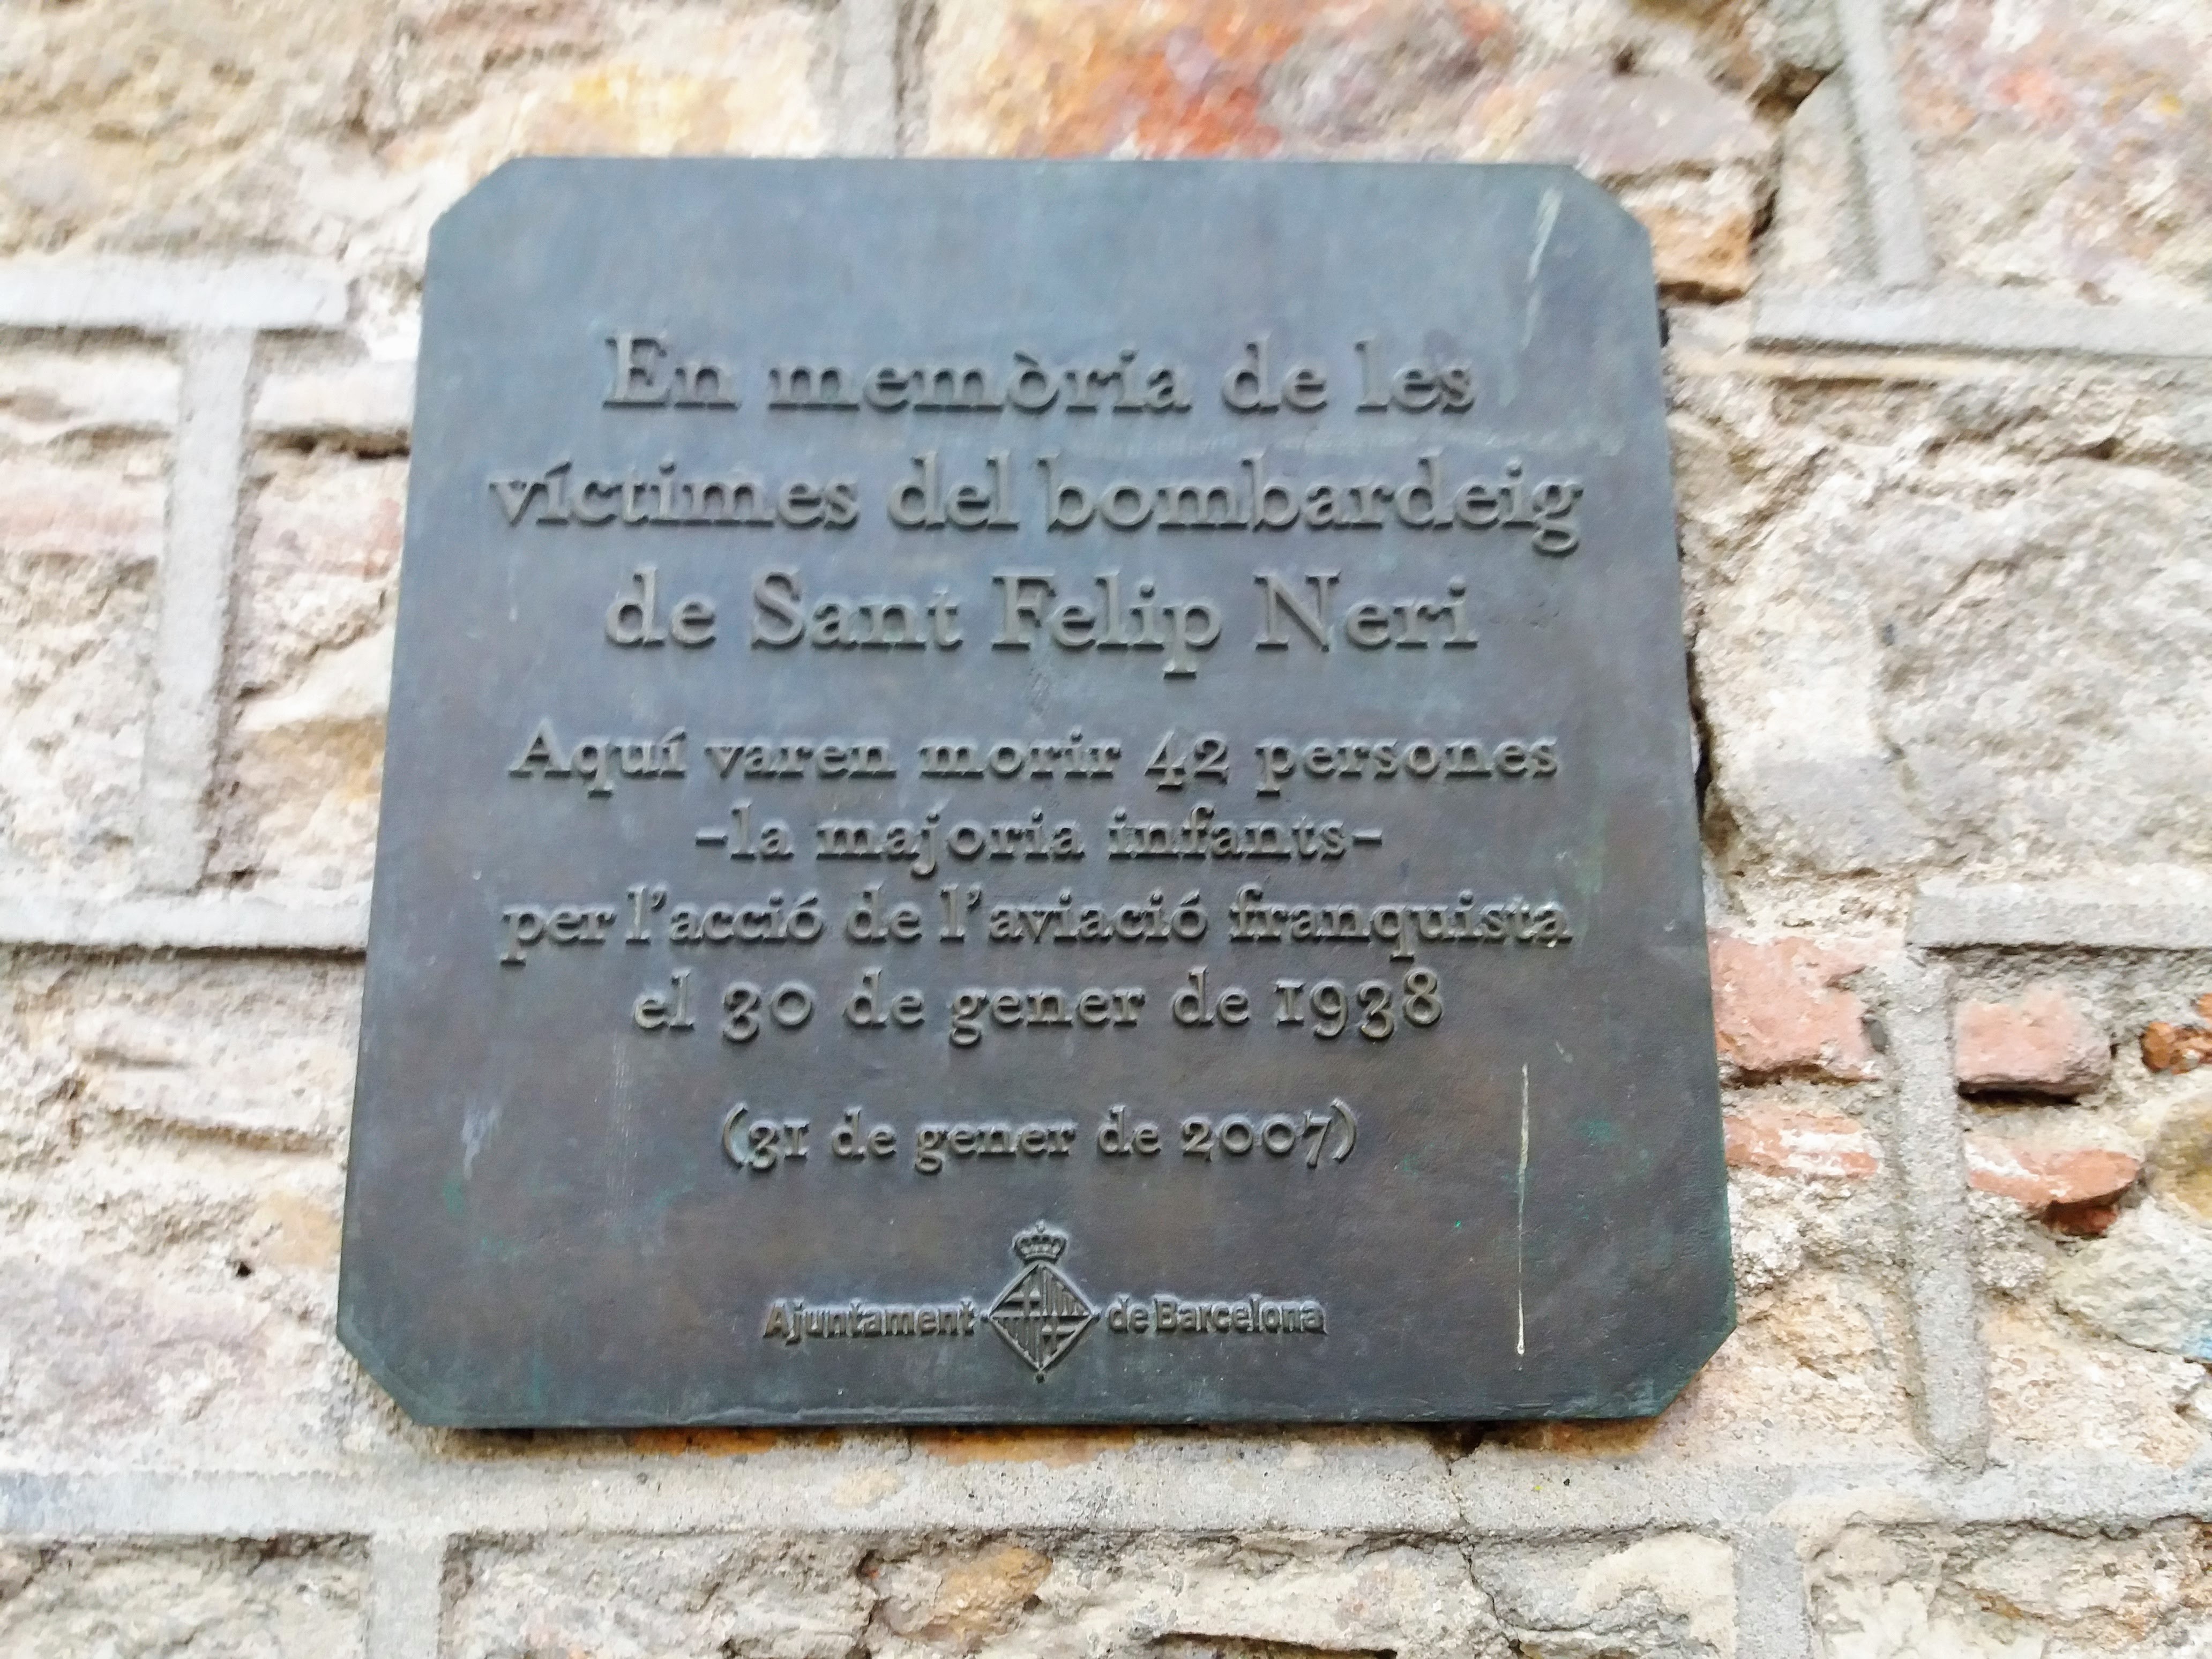 En memòria de les
víctimes del bombardeig
de Sant Felip Neri
Aquí varen morir 42 persones
-la majoria infants-
per l'acció de l'aviació franquista
el 30 de gener de 1938
(31 de gener de 2007)
Ajuntament de Barcelona